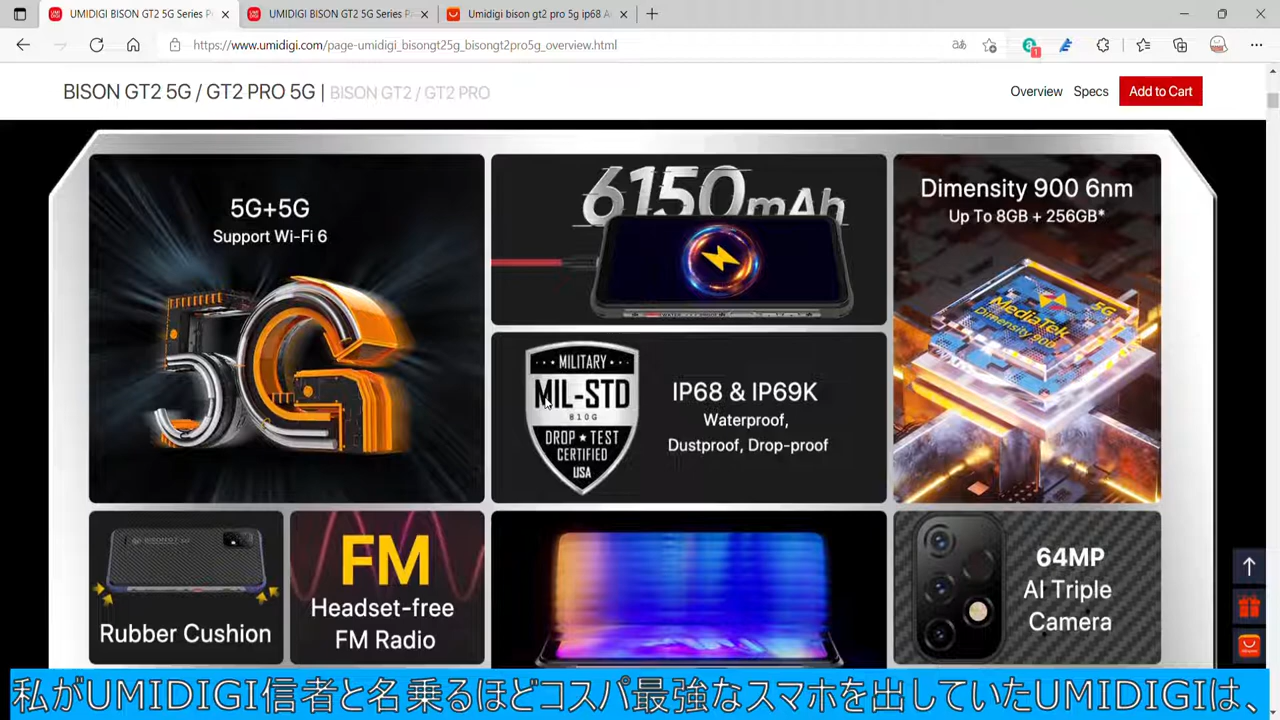 UMIDIGI BISON GT2 5G Series P
UMIDIGI BISON GT2 5G Series PA
Umidigi bison gt2 pro 5g ip68 A
https://www.umidigi.com/page-umidigi_bisongt25g_bisongt2pro5g_overview.html
BISON GT2 5G / GT2 PRO 5G | BISON GT2 / GT2 PRO
Overview Specs Add to Cart
5G+5G
Support Wi-Fi 6
5G
6150mAh
Dimensity 900 6nm
Up To 8GB + 256GB*
5G
MediaTek
Dimensity 900
MILITARY
MIL-STD
810G
DROP ★ TEST
CERTIFIED
USA
IP68 & IP69K
Waterproof,
Dustproof, Drop-proof
Rubber Cushion
FM
Headset-free
FM Radio
64MP
AI Triple
Camera
私がUMIDIGI信者と名乗るほどコスパ最強なスマホを出していたUMIDIGIは、